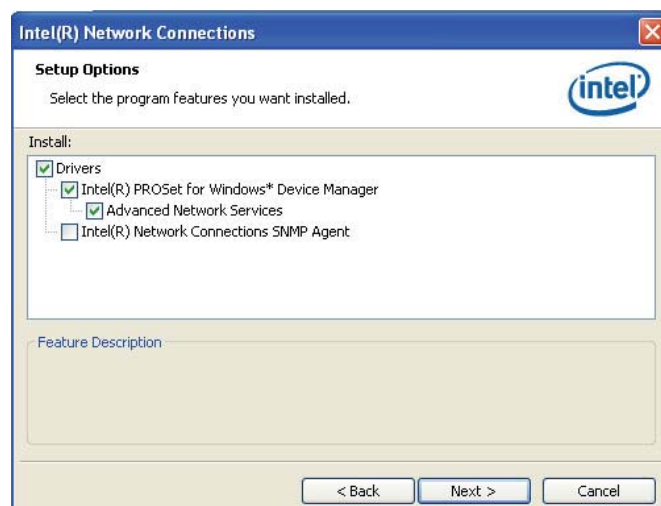 Intel(R) Network Connections
Setup Options
Select the program features you want installed.
intel
Install:
Drivers
Intel(R) PROSet for Windows* Device Manager
Advanced Network Services
Intel(R) Network Connections SNMP Agent
Feature Description
< Back
Next >
Cancel